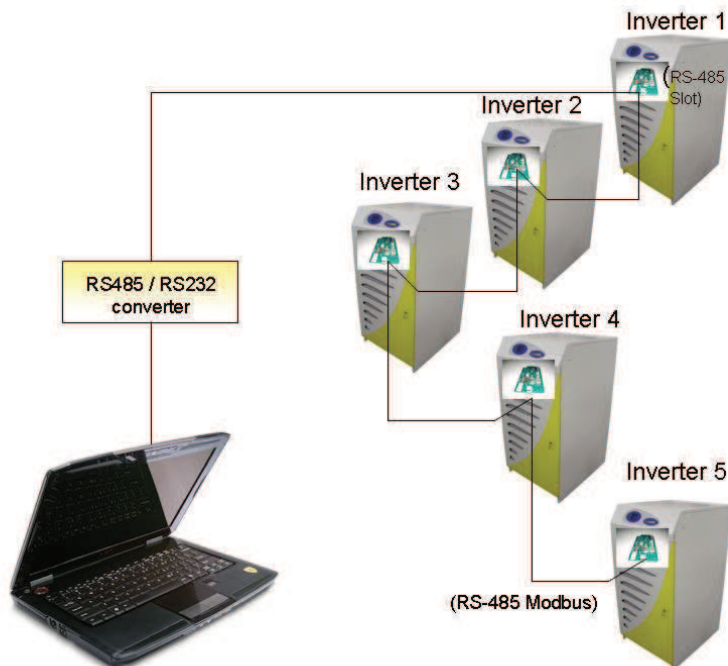 Inverter 1
(RS-485
Slot)
Inverter 2
Inverter 3
RS485 / RS232
converter
Inverter 4
Inverter 5
(RS-485 Modbus)